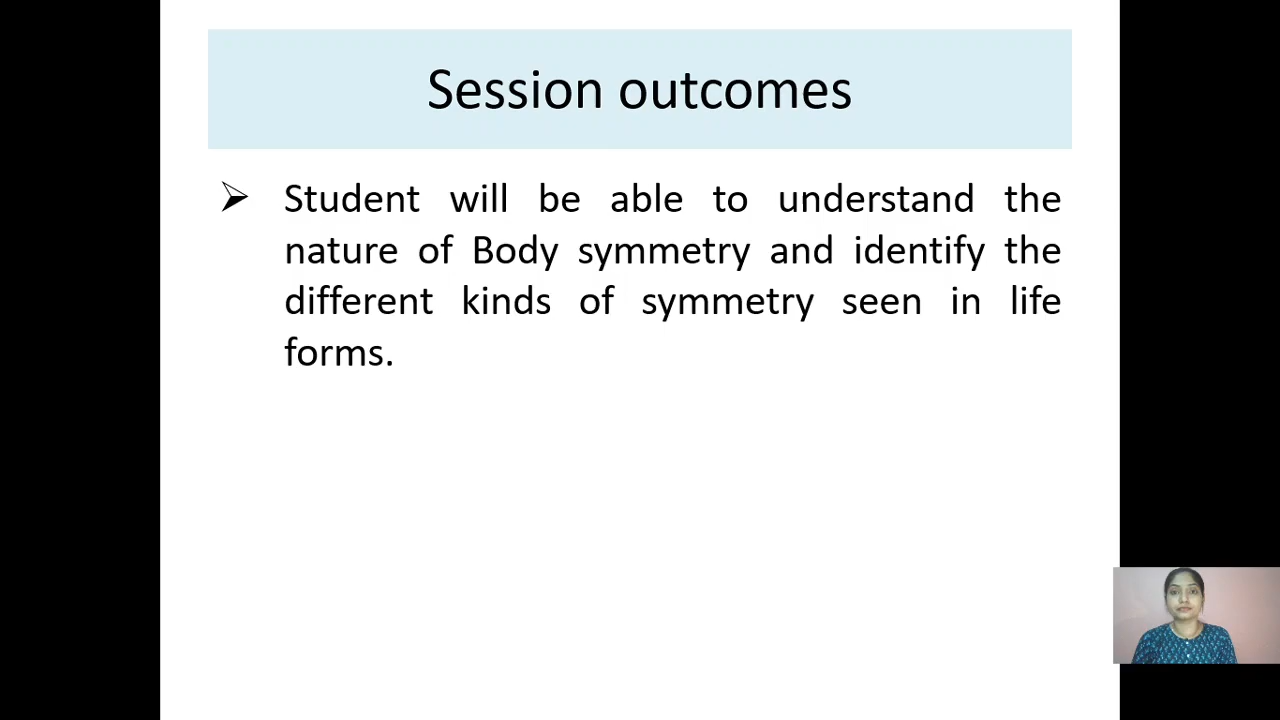 Session outcomes
Student will be able to understand the
nature of Body symmetry and identify the
different kinds of symmetry seen in life
forms.